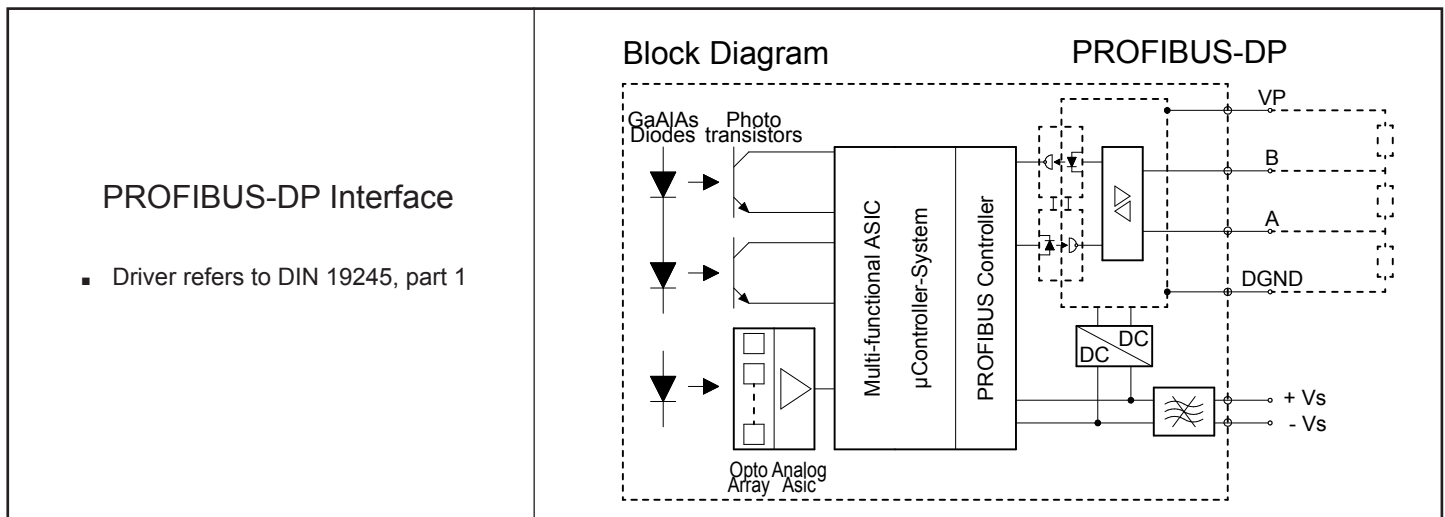 PROFIBUS-DP Interface
▪ Driver refers to DIN 19245, part 1
Block Diagram
PROFIBUS-DP
GaAlAs
Diodes
Photo
transistors
Multi-functional ASIC
µController-System
PROFIBUS Controller
Opto
Array
Analog
Asic
DC
DC
VP
B
A
DGND
+ Vs
- Vs